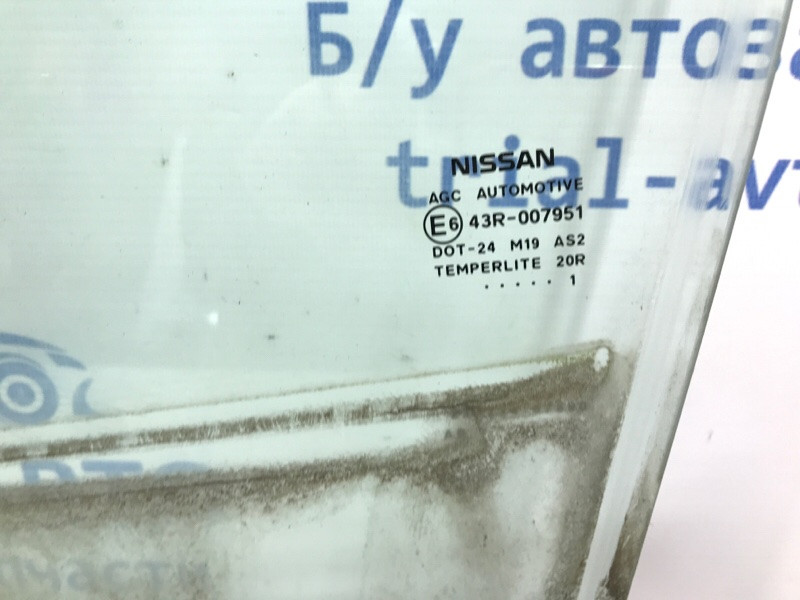 Б/у автоза
trial-avt
NISSAN
AGC AUTOMOTIVE
E6 43R-007951
DOT-24 M19 AS2
TEMPERLITE 20R
. . . . . 1